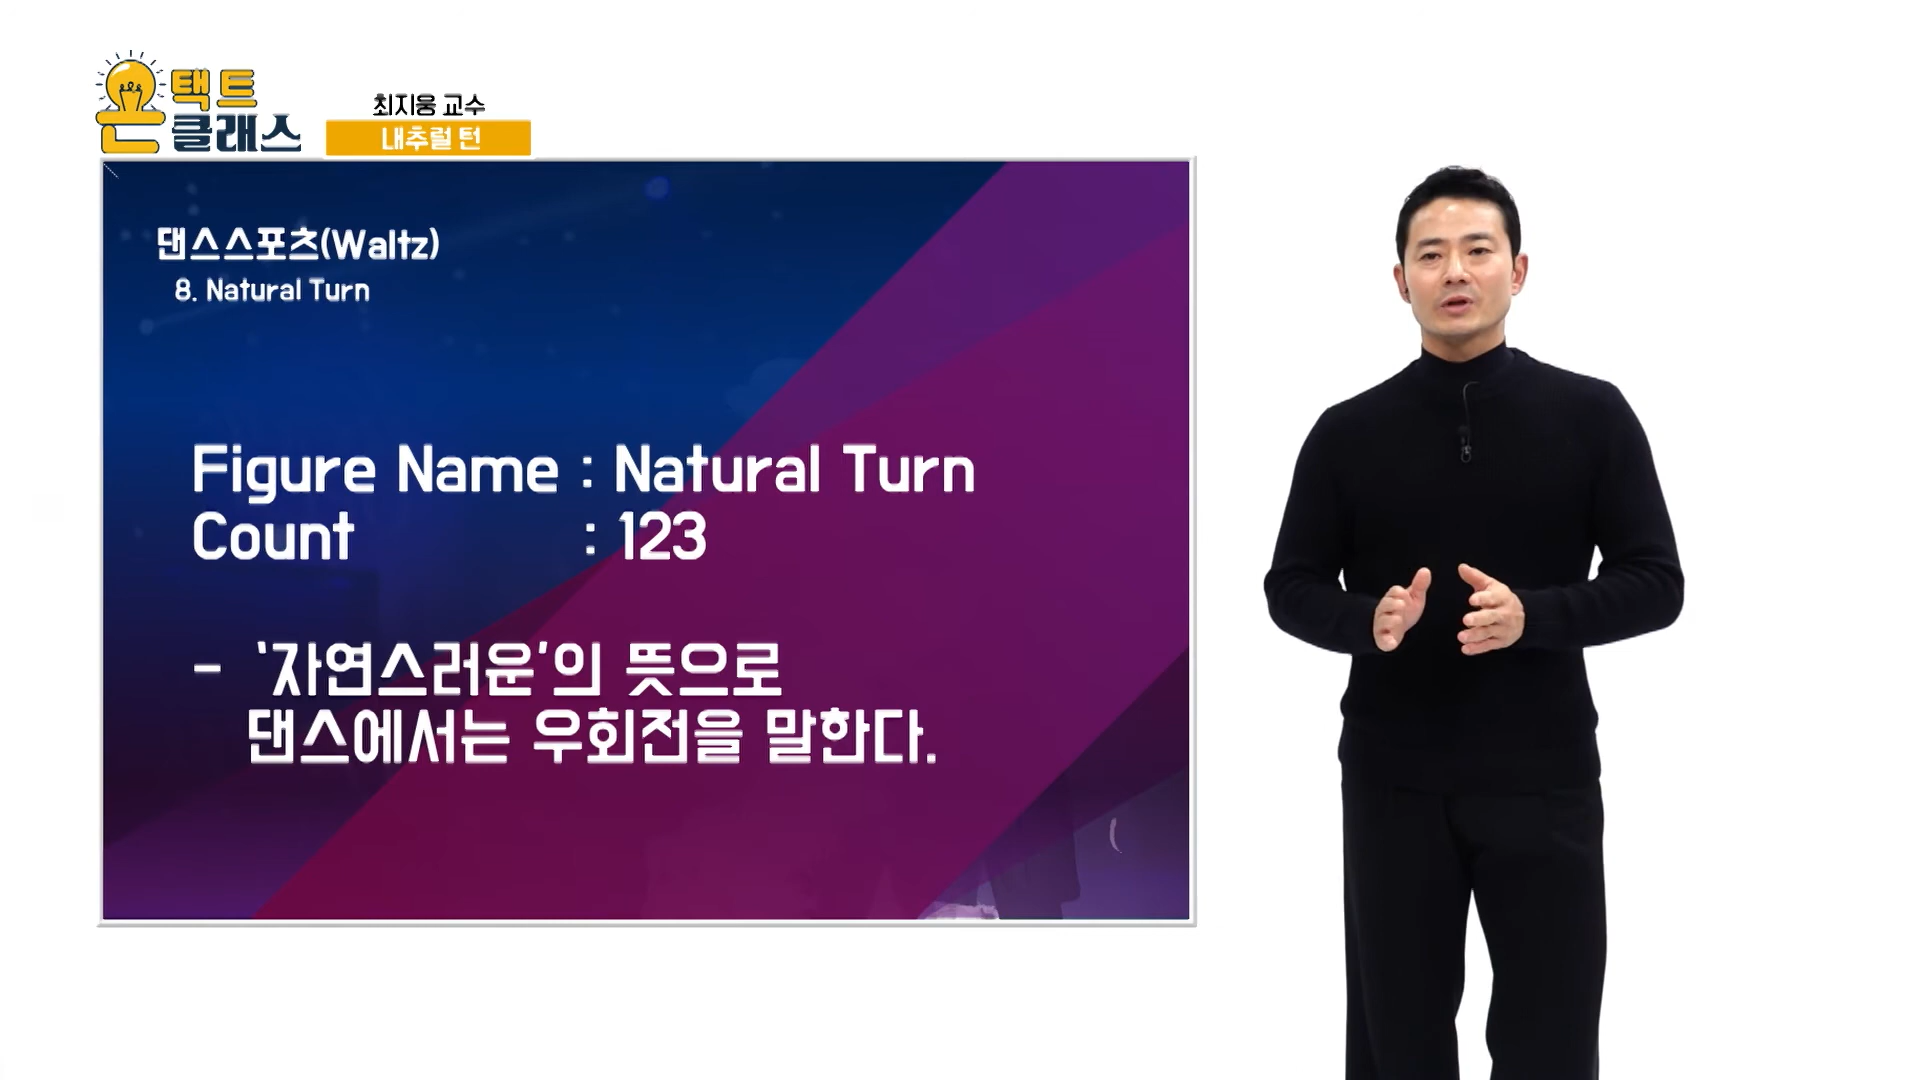 온택트
클래스
최지웅 교수
내추럴 턴
댄스스포츠(Waltz)
8. Natural Turn
Figure Name : Natural Turn
Count : 123
- '자연스러운'의 뜻으로
댄스에서는 우회전을 말한다.